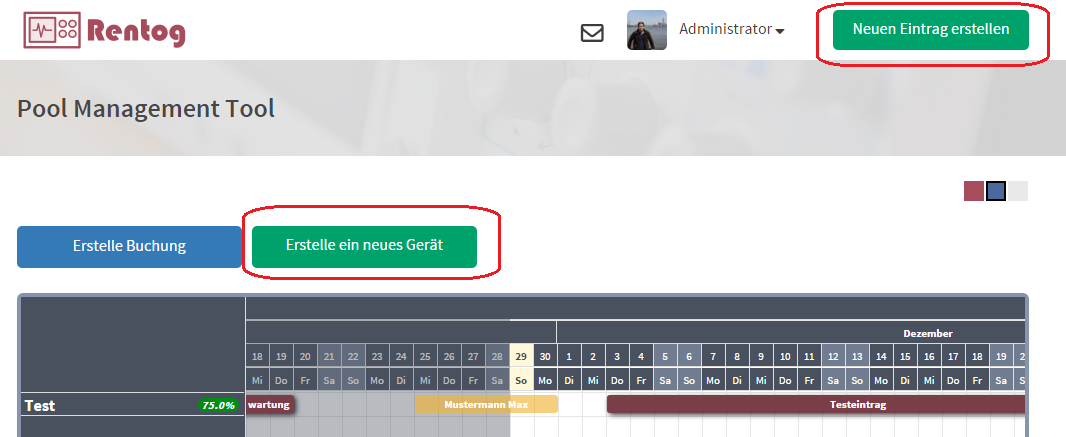 Rentog
Administrator
Neuen Eintrag erstellen
Pool Management Tool
Erstelle Buchung
Erstelle ein neues Gerät
Dezember
18 19 20 21 22 23 24 25 26 27 28 29 30 1 2 3 4 5 6 7 8 9 10 11 12 13 14 15 16 17 18 19
Mi Do Fr Sa So Mo Di Mi Do Fr Sa So Mo Di Mi Do Fr Sa So Mo Di Mi Do Fr Sa So Mo Di Mi Do Fr Sa
Test 75.0% wartung Mustermann Max Testeintrag